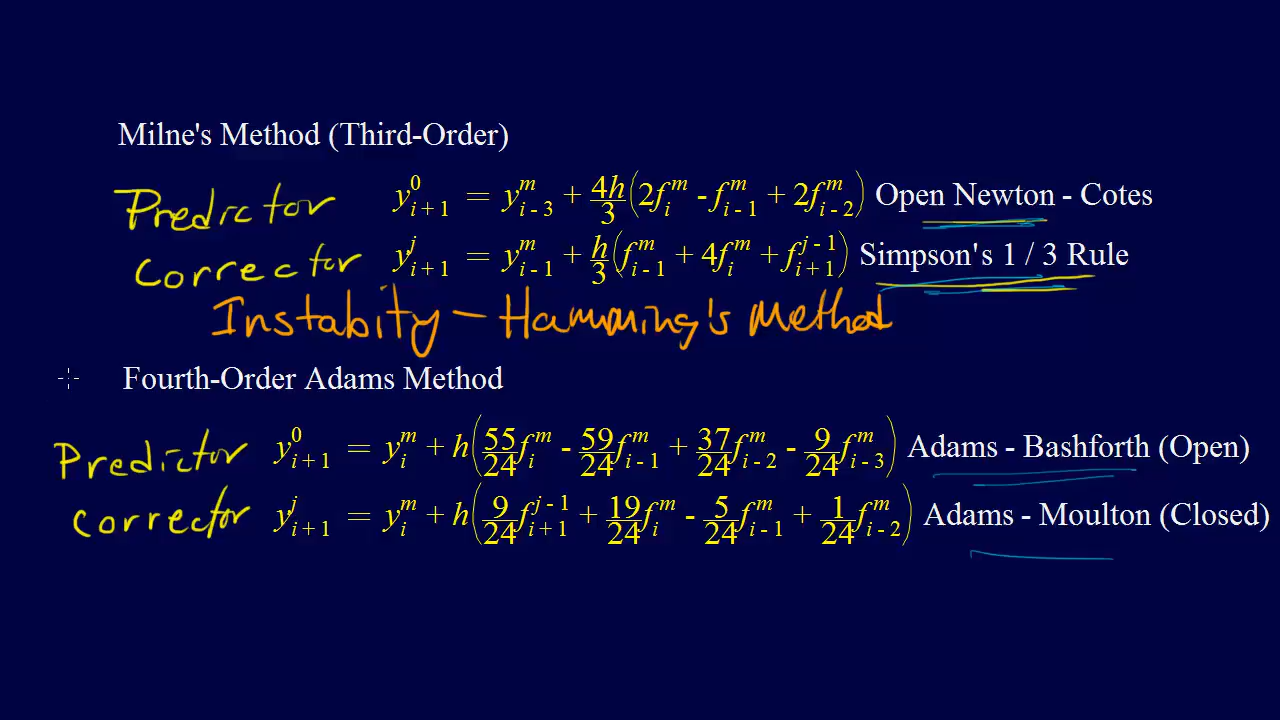 Milne's Method (Third-Order)
Predictor y^0_{i+1} = y^m_{i-3} + 4h/3 (2f^m_i - f^m_{i-1} + 2f^m_{i-2}) Open Newton - Cotes
Corrector y^j_{i+1} = y^m_{i-1} + h/3 (f^m_{i-1} + 4f^m_i + f^{j-1}_{i+1}) Simpson's 1 / 3 Rule
Instabity - Hamming's Method
Fourth-Order Adams Method
Predictor y^0_{i+1} = y^m_i + h(55/24 f^m_i - 59/24 f^m_{i-1} + 37/24 f^m_{i-2} - 9/24 f^m_{i-3}) Adams - Bashforth (Open)
Corrector y^j_{i+1} = y^m_i + h(9/24 f^{j-1}_{i+1} + 19/24 f^m_i - 5/24 f^m_{i-1} + 1/24 f^m_{i-2}) Adams - Moulton (Closed)